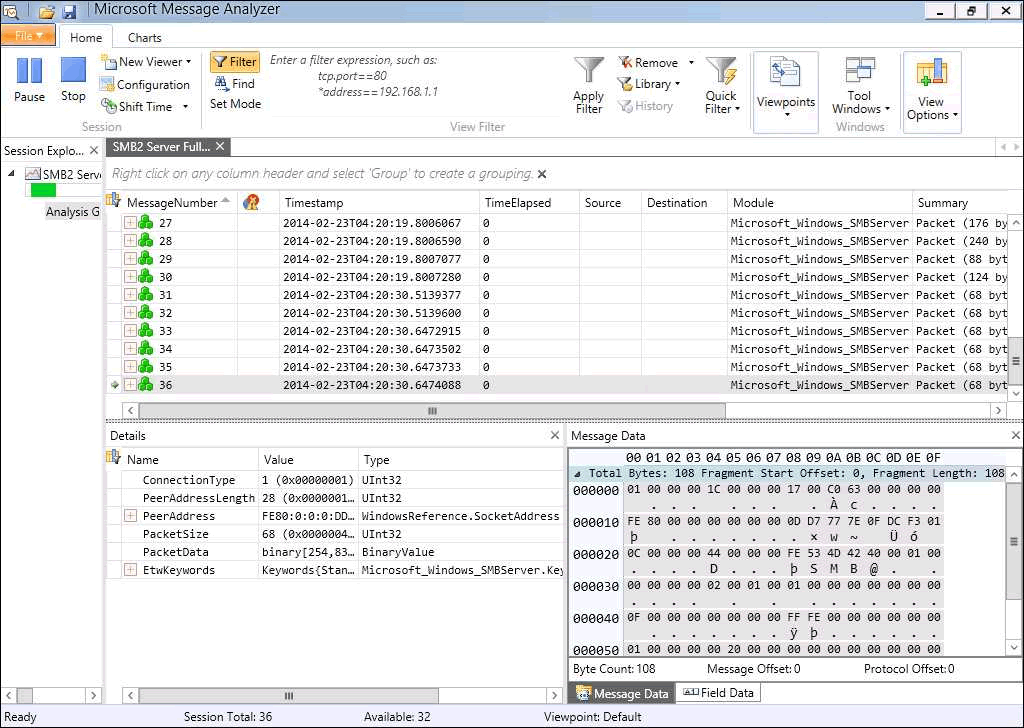 Microsoft Message Analyzer
File
Home
Charts
Pause
Stop
New Viewer
Configuration
Shift Time
Session
Filter
Find
Set Mode
Enter a filter expression, such as:
tcp.port==80
*address==192.168.1.1
Apply Filter
Remove
Library
History
Quick Filter
View Filter
Viewpoints
Tool Windows
Windows
View Options
Session Explo...
SMB2 Server Full...
SMB2 Serv
Analysis G
Right click on any column header and select 'Group' to create a grouping.
MessageNumber Timestamp TimeElapsed Source Destination Module Summary
27 2014-02-23T04:20:19.8006067 0 Microsoft_Windows_SMBServer Packet (176 by
28 2014-02-23T04:20:19.8006590 0 Microsoft_Windows_SMBServer Packet (240 by
29 2014-02-23T04:20:19.8007077 0 Microsoft_Windows_SMBServer Packet (88 byt
30 2014-02-23T04:20:19.8007280 0 Microsoft_Windows_SMBServer Packet (124 by
31 2014-02-23T04:20:30.5139377 0 Microsoft_Windows_SMBServer Packet (68 byt
32 2014-02-23T04:20:30.5139600 0 Microsoft_Windows_SMBServer Packet (68 byt
33 2014-02-23T04:20:30.6472915 0 Microsoft_Windows_SMBServer Packet (68 byt
34 2014-02-23T04:20:30.6473502 0 Microsoft_Windows_SMBServer Packet (68 byt
35 2014-02-23T04:20:30.6473733 0 Microsoft_Windows_SMBServer Packet (68 byt
36 2014-02-23T04:20:30.6474088 0 Microsoft_Windows_SMBServer Packet (68 byt
Details
Name Value Type
ConnectionType 1 (0x00000001) UInt32
PeerAddressLength 28 (0x0000001... UInt32
PeerAddress FE80:0:0:0:DD... WindowsReference.SocketAddress
PacketSize 68 (0x0000004... UInt32
PacketData binary[254,83... BinaryValue
EtwKeywords Keywords{Stan... Microsoft_Windows_SMBServer.Key
Message Data
00 01 02 03 04 05 06 07 08 09 0A 0B 0C 0D 0E 0F
Total Bytes: 108 Fragment Start Offset: 0, Fragment Length: 108
000000 01 00 00 00 1C 00 00 00 17 00 C0 63 00 00 00 00
. . . . . . . . . . À c . . . .
000010 FE 80 00 00 00 00 00 00 0D D7 77 7E 0F DC F3 01
þ . . . . . . . . × w ~ . Ü ó .
000020 0C 00 00 00 44 00 00 00 FE 53 4D 42 40 00 01 00
. . . . D . . . þ S M B @ . . .
000030 00 00 00 00 02 00 01 00 01 00 00 00 00 00 00 00
. . . . . . . . . . . . . . . .
000040 0F 00 00 00 00 00 00 00 FF FE 00 00 00 00 00 00
. . . . . . . . ÿ þ . . . . . .
000050 01 00 00 00 00 20 00 00 00 00 00 00 00 00 00 00
Byte Count: 108 Message Offset: 0 Protocol Offset: 0
Message Data
Field Data
Ready Session Total: 36 Available: 32 Viewpoint: Default